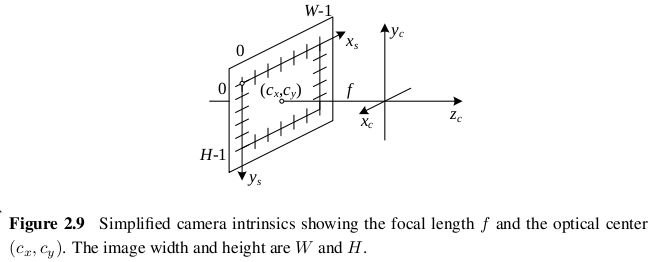 W-1
0
x_s
y_c
0
(c_x,c_y)
f
x_c
z_c
H-1
y_s
Figure 2.9 Simplified camera intrinsics showing the focal length f and the optical center
(c_x, c_y). The image width and height are W and H.